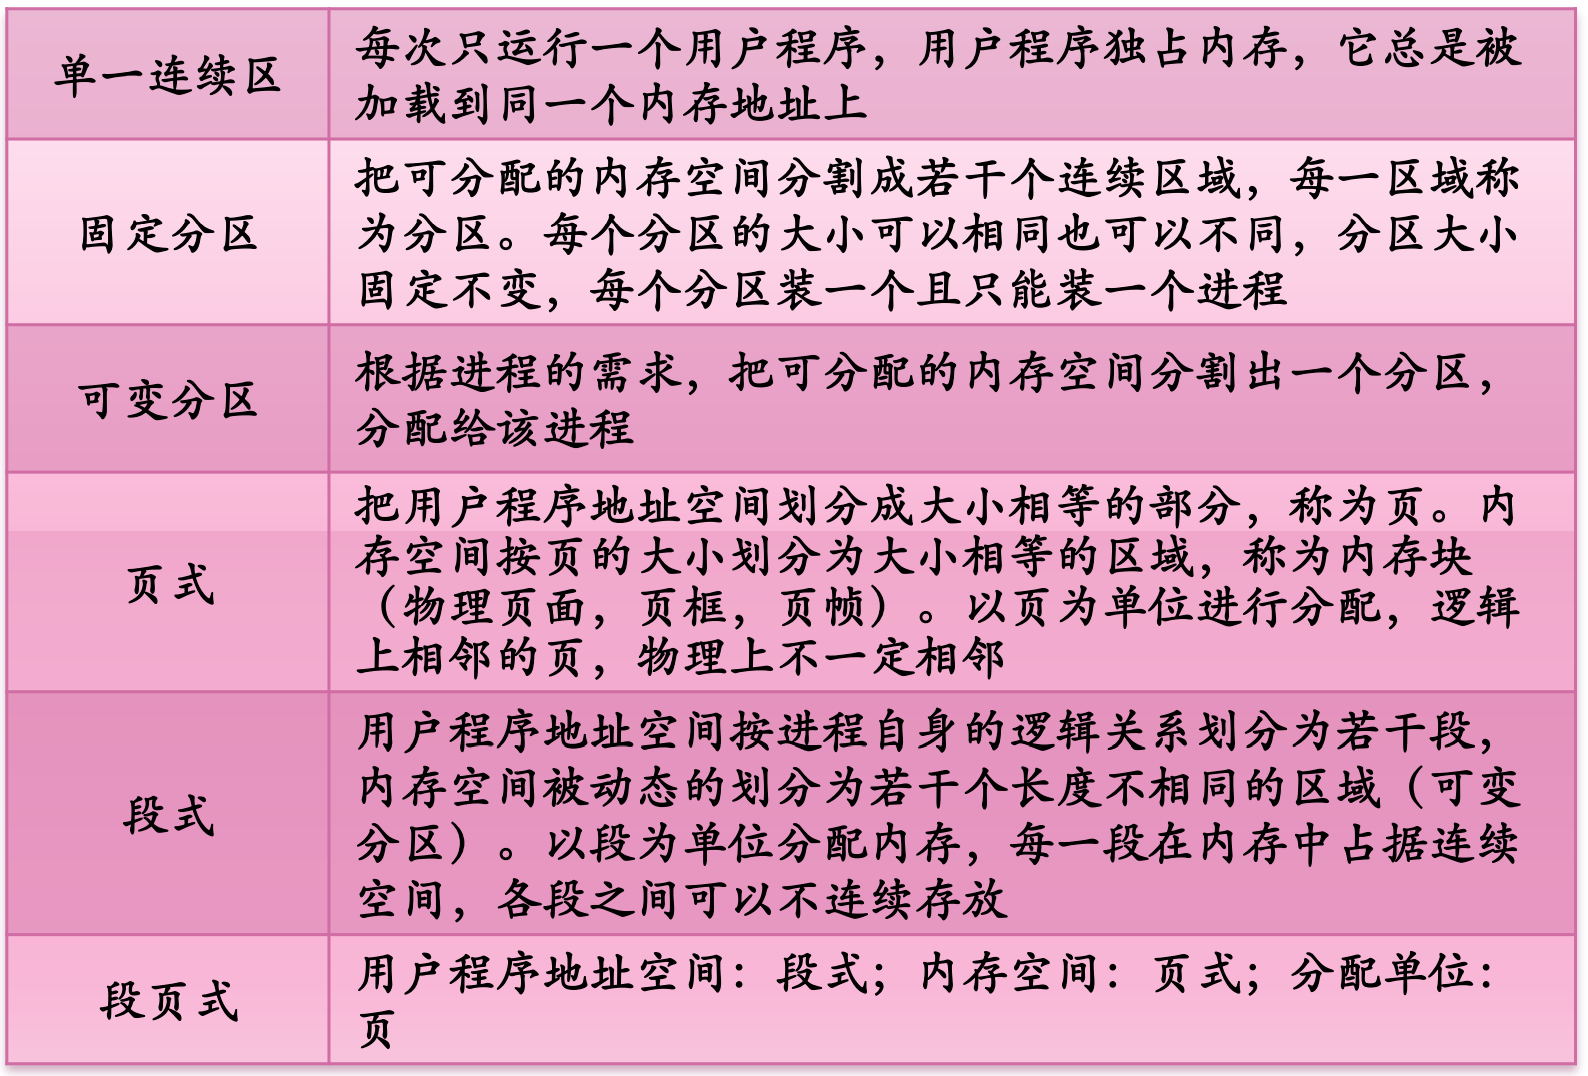 单一连续区
每次只运行一个用户程序，用户程序独占内存，它总是被
加载到同一个内存地址上
固定分区
把可分配的内存空间分割成若干个连续区域，每一区域称
为分区。每个分区的大小可以相同也可以不同，分区大小
固定不变，每个分区装一个且只能装一个进程
可变分区
根据进程的需求，把可分配的内存空间分割出一个分区，
分配给该进程
页式
把用户程序地址空间划分成大小相等的部分，称为页。内
存空间按页的大小划分为大小相等的区域，称为内存块
（物理页面，页框，页帧）。以页为单位进行分配，逻辑
上相邻的页，物理上不一定相邻
段式
用户程序地址空间按进程自身的逻辑关系划分为若干段，
内存空间被动态的划分为若干个长度不相同的区域（可变
分区）。以段为单位分配内存，每一段在内存中占据连续
空间，各段之间可以不连续存放
段页式
用户程序地址空间：段式；内存空间：页式；分配单位：
页